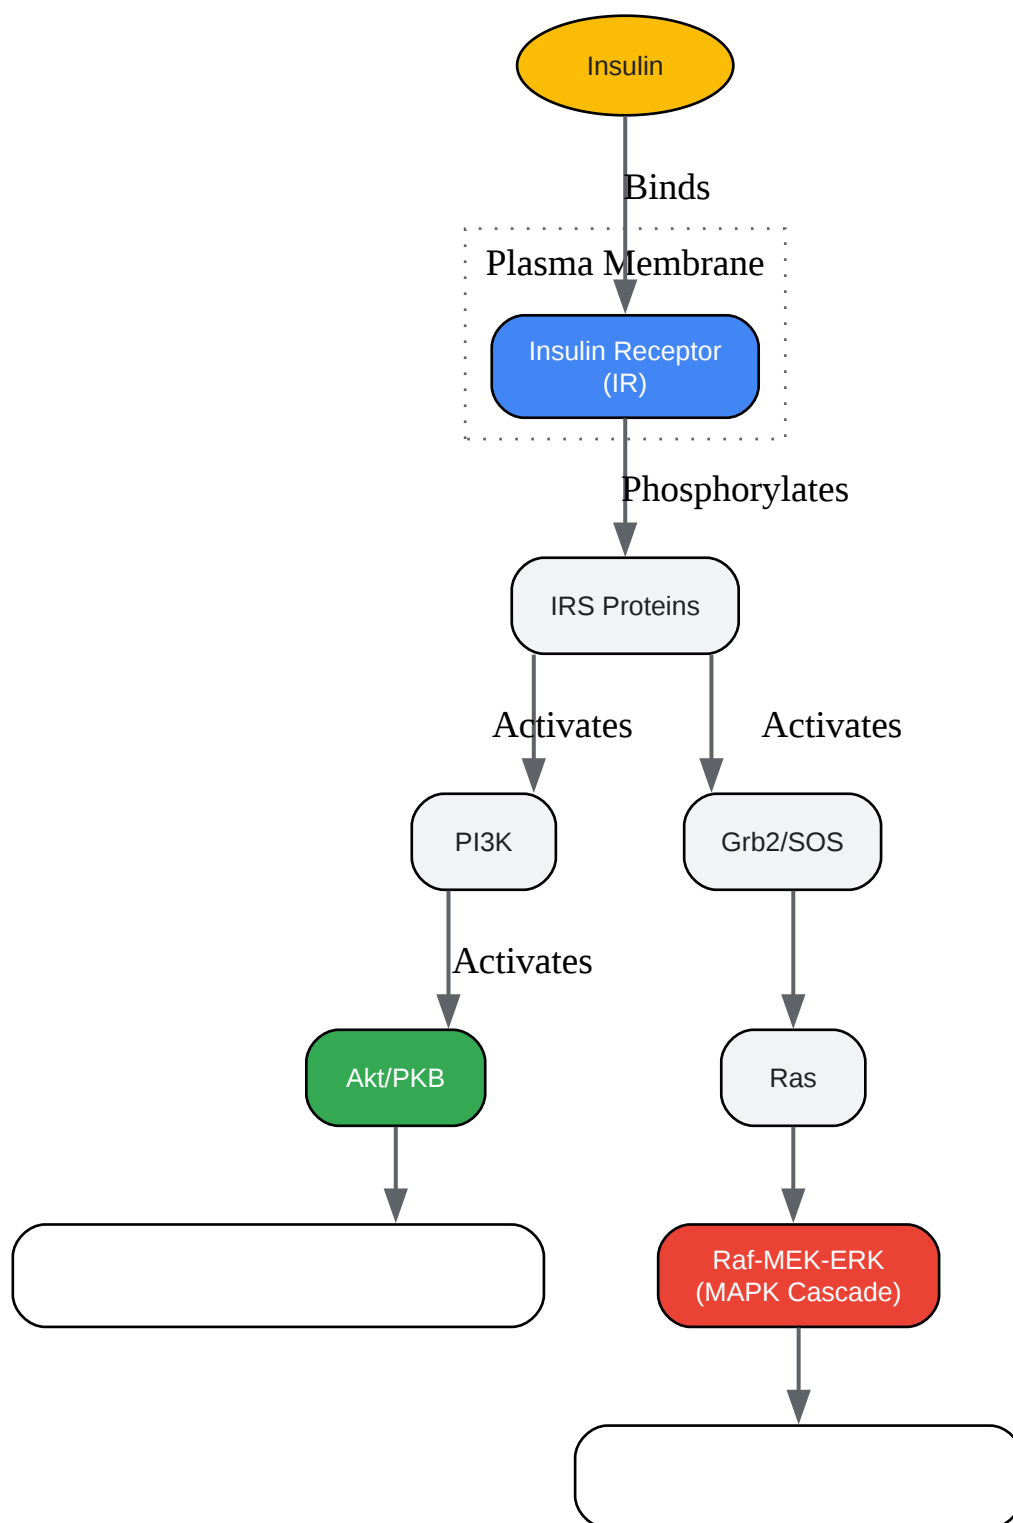 Insulin
Binds
Plasma Membrane
Insulin Receptor
(IR)
Phosphorylates
IRS Proteins
Activates
Activates
PI3K
Grb2/SOS
Activates
Akt/PKB
Ras
Raf-MEK-ERK
(MAPK Cascade)